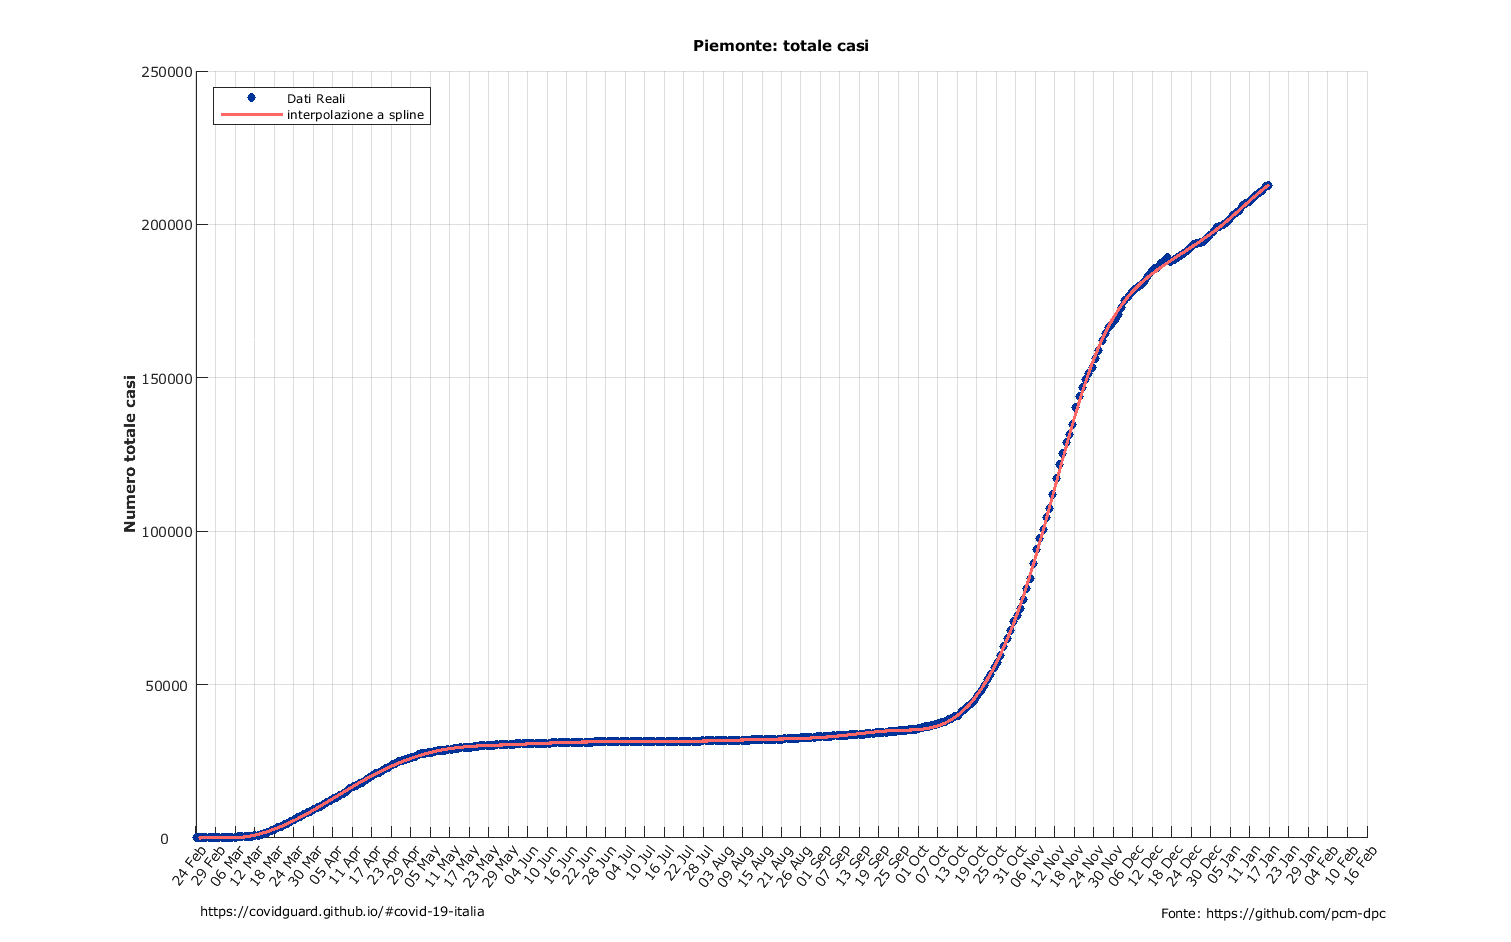 Piemonte: totale casi
250000
200000
150000
100000
50000
0
Numero totale casi
Dati Reali
interpolazione a spline
24 Feb
29 Feb
06 Mar
12 Mar
18 Mar
24 Mar
30 Mar
05 Apr
11 Apr
17 Apr
23 Apr
29 Apr
05 May
11 May
17 May
23 May
29 May
04 Jun
10 Jun
16 Jun
22 Jun
28 Jun
04 Jul
10 Jul
16 Jul
22 Jul
28 Jul
03 Aug
09 Aug
15 Aug
21 Aug
26 Aug
01 Sep
07 Sep
13 Sep
19 Sep
25 Sep
01 Oct
07 Oct
13 Oct
19 Oct
25 Oct
31 Oct
06 Nov
12 Nov
18 Nov
24 Nov
30 Nov
06 Dec
12 Dec
18 Dec
24 Dec
30 Dec
05 Jan
11 Jan
17 Jan
23 Jan
29 Jan
04 Feb
10 Feb
16 Feb
https://covidguard.github.io/#covid-19-italia
Fonte: https://github.com/pcm-dpc